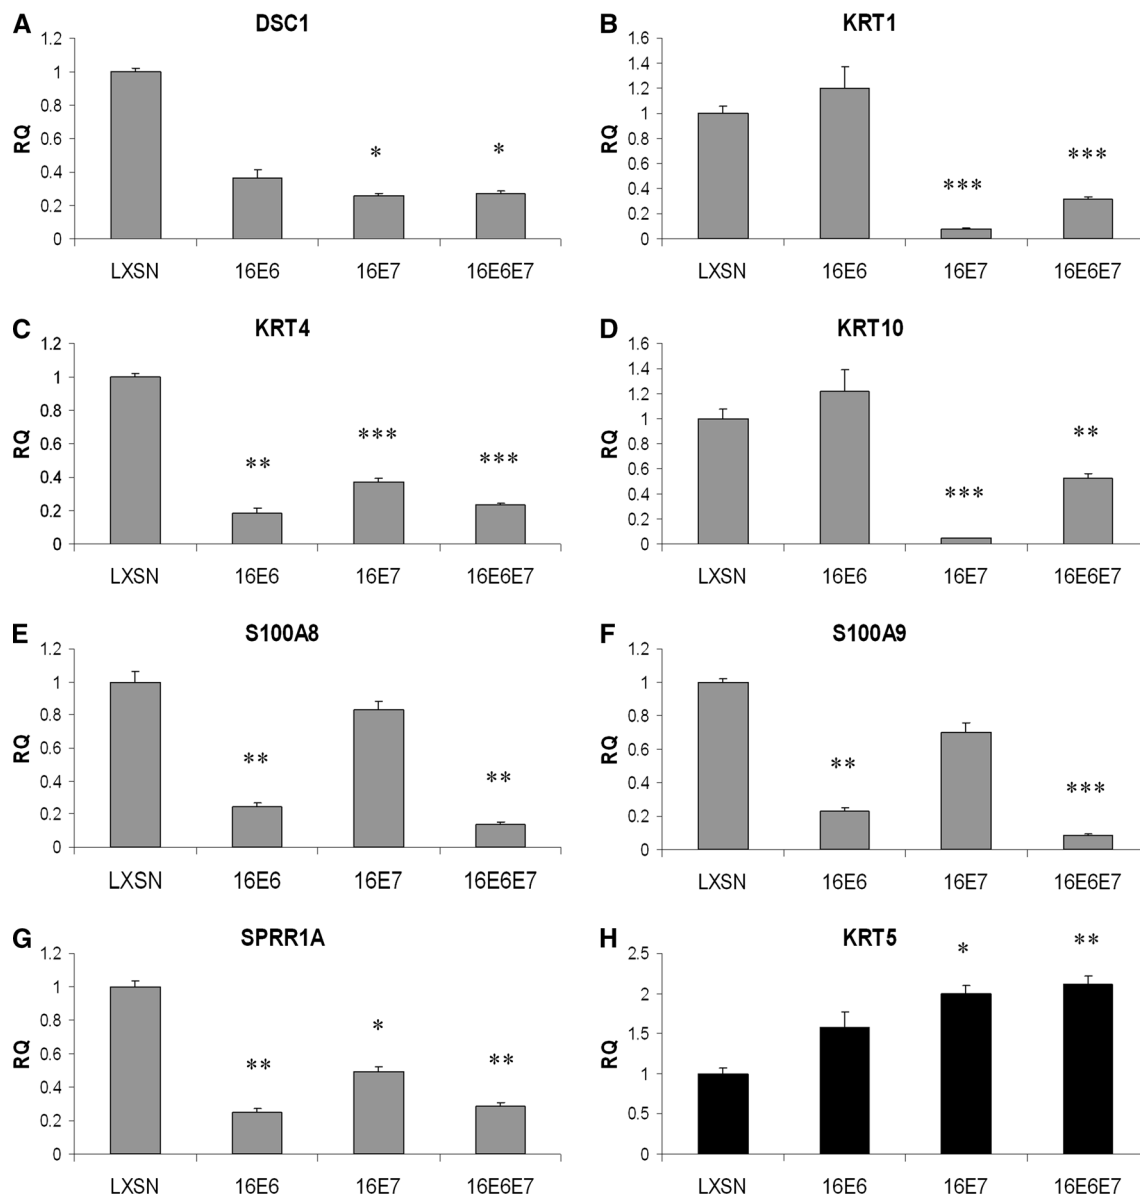 A DSC1
1.2
1
0.8
0.6
0.4
0.2
0
RQ
* *
LXSN 16E6 16E7 16E6E7
B KRT1
1.6
1.4
1.2
1
0.8
0.6
0.4
0.2
0
RQ
*** ***
LXSN 16E6 16E7 16E6E7
C KRT4
1.2
1
0.8
0.6
0.4
0.2
0
RQ
** *** ***
LXSN 16E6 16E7 16E6E7
D KRT10
1.6
1.4
1.2
1
0.8
0.6
0.4
0.2
0
RQ
*** **
LXSN 16E6 16E7 16E6E7
E S100A8
1.2
1
0.8
0.6
0.4
0.2
0
RQ
** **
LXSN 16E6 16E7 16E6E7
F S100A9
1.2
1
0.8
0.6
0.4
0.2
0
RQ
** ***
LXSN 16E6 16E7 16E6E7
G SPRR1A
1.2
1
0.8
0.6
0.4
0.2
0
RQ
** * **
LXSN 16E6 16E7 16E6E7
H KRT5
2.5
2
1.5
1
0.5
0
RQ
* **
LXSN 16E6 16E7 16E6E7